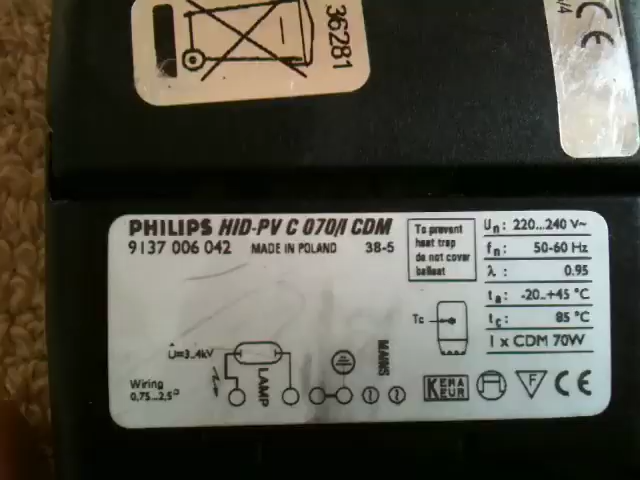 36281
/4
CE
PHILIPS HID-PV C 070/I CDM
9137 006 042 MADE IN POLAND 38-5
To prevent
heat trap
do not cover
ballast
Un: 220...240 V~
fn: 50-60 Hz
λ : 0.95
ta: -20..+45 °C
tc: 85 °C
1 x CDM 70W
Tc
Û=3..4kV
LAMP
MAINS
Wiring
0,75...2,5□
KEMA
KEUR
F
CE